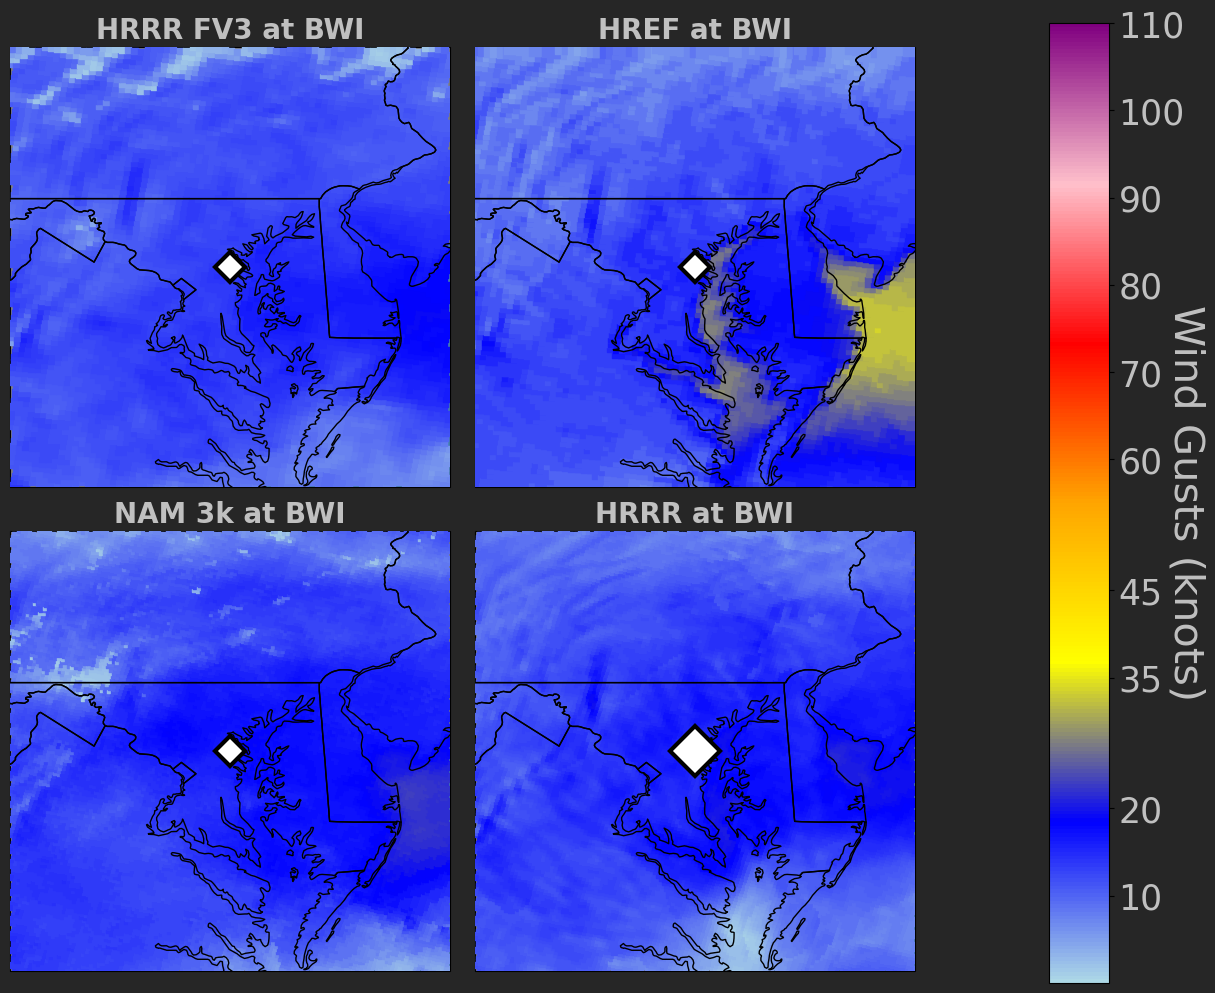 HRRR FV3 at BWI
HREF at BWI
NAM 3k at BWI
HRRR at BWI
110
100
90
80
70
60
45
35
20
10
Wind Gusts (knots)